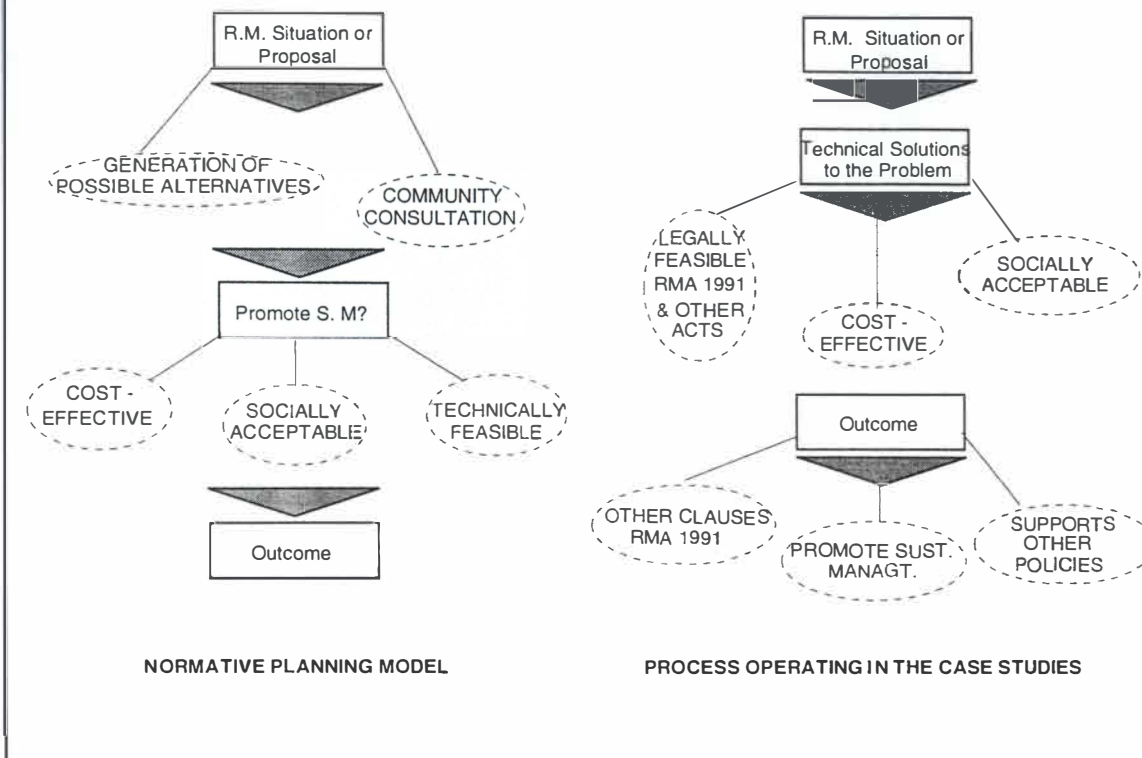 R.M. Situation or
Proposal
GENERATION OF
POSSIBLE ALTERNATIVES
COMMUNITY
CONSULTATION
Promote S. M?
COST -
EFFECTIVE
SOCIALLY
ACCEPTABLE
TECHNICALLY
FEASIBLE
Outcome
NORMATIVE PLANNING MODEL
R.M. Situation or
Proposal
Technical Solutions
to the Problem
LEGALLY
FEASIBLE
RMA 1991
& OTHER
ACTS
COST -
EFFECTIVE
SOCIALLY
ACCEPTABLE
Outcome
OTHER CLAUSES
RMA 1991
PROMOTE SUST.
MANAGT.
SUPPORTS
OTHER
POLICIES
PROCESS OPERATING IN THE CASE STUDIES